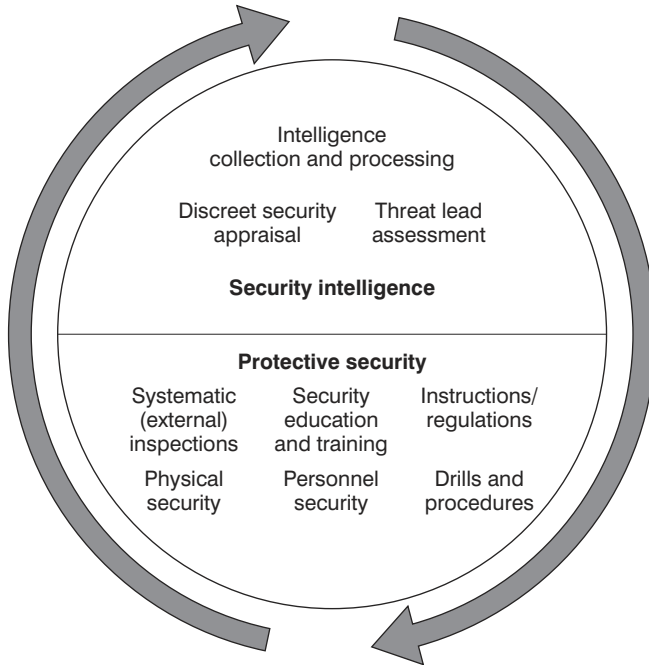 Intelligence
collection and processing
Discreet security
appraisal
Threat lead
assessment
Security intelligence
Protective security
Systematic
(external)
inspections
Security
education
and training
Instructions/
regulations
Physical
security
Personnel
security
Drills and
procedures